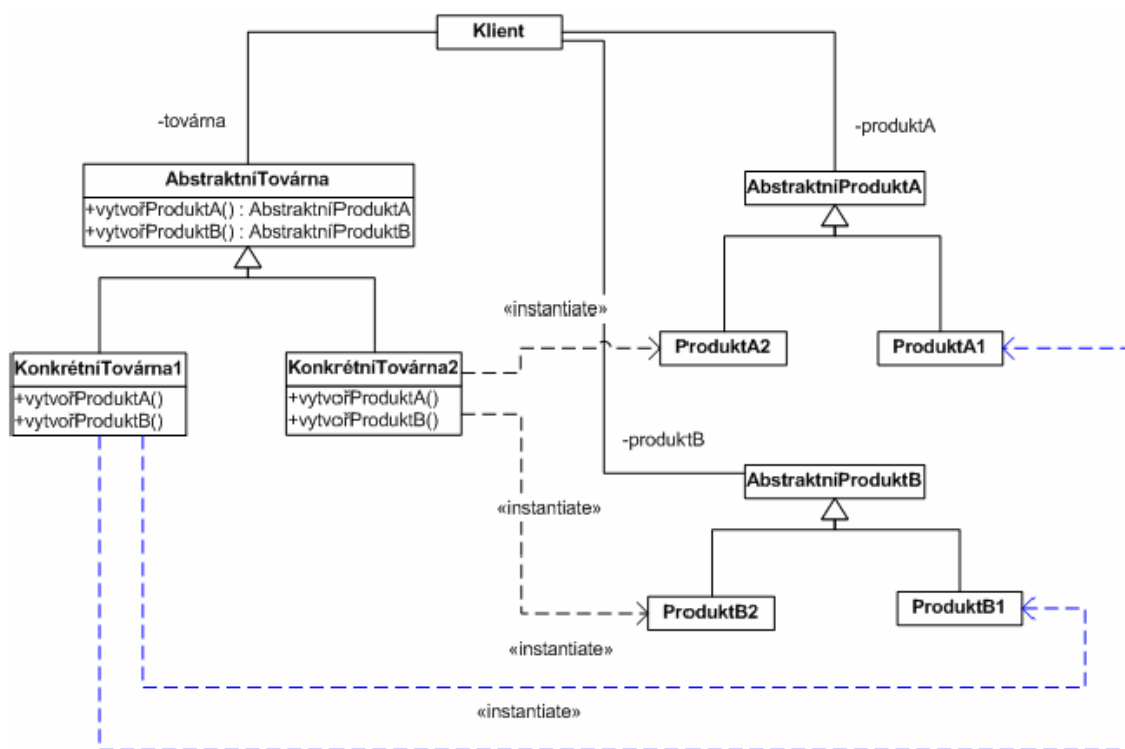 Klient
-továrna
-produktA
AbstraktníTovárna
+vytvořProduktA() : AbstraktníProduktA
+vytvořProduktB() : AbstraktníProduktB
AbstraktníProduktA
«instantiate»
ProduktA2
ProduktA1
KonkrétníTovárna1
+vytvořProduktA()
+vytvořProduktB()
KonkrétníTovárna2
+vytvořProduktA()
+vytvořProduktB()
-produktB
AbstraktníProduktB
«instantiate»
ProduktB2
ProduktB1
«instantiate»
«instantiate»